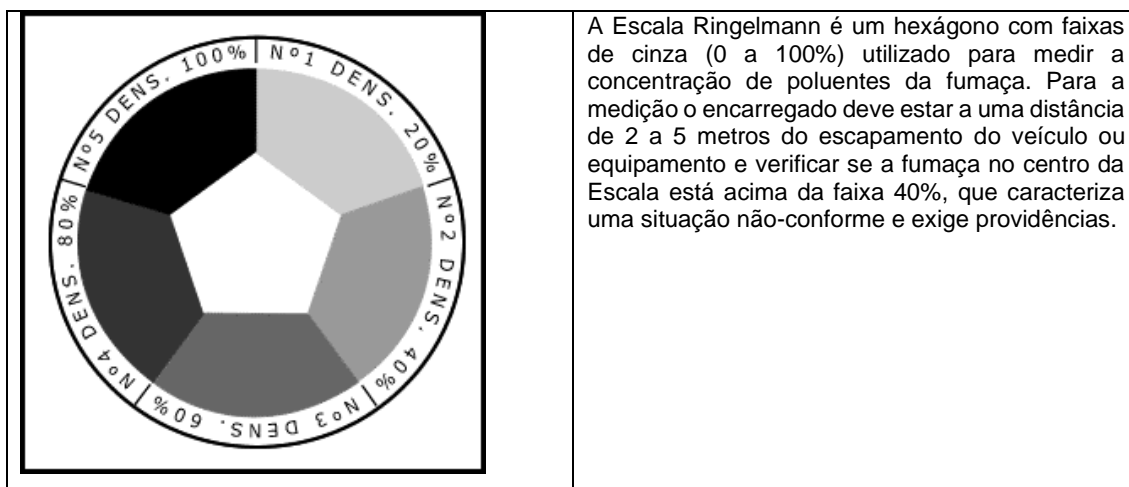 Nº1 DENS. 20%
Nº2 DENS. 40%
Nº3 DENS. 60%
Nº4 DENS. 80%
Nº5 DENS. 100%
A Escala Ringelmann é um hexágono com faixas
de cinza (0 a 100%) utilizado para medir a
concentração de poluentes da fumaça. Para a
medição o encarregado deve estar a uma distância
de 2 a 5 metros do escapamento do veículo ou
equipamento e verificar se a fumaça no centro da
Escala está acima da faixa 40%, que caracteriza
uma situação não-conforme e exige providências.